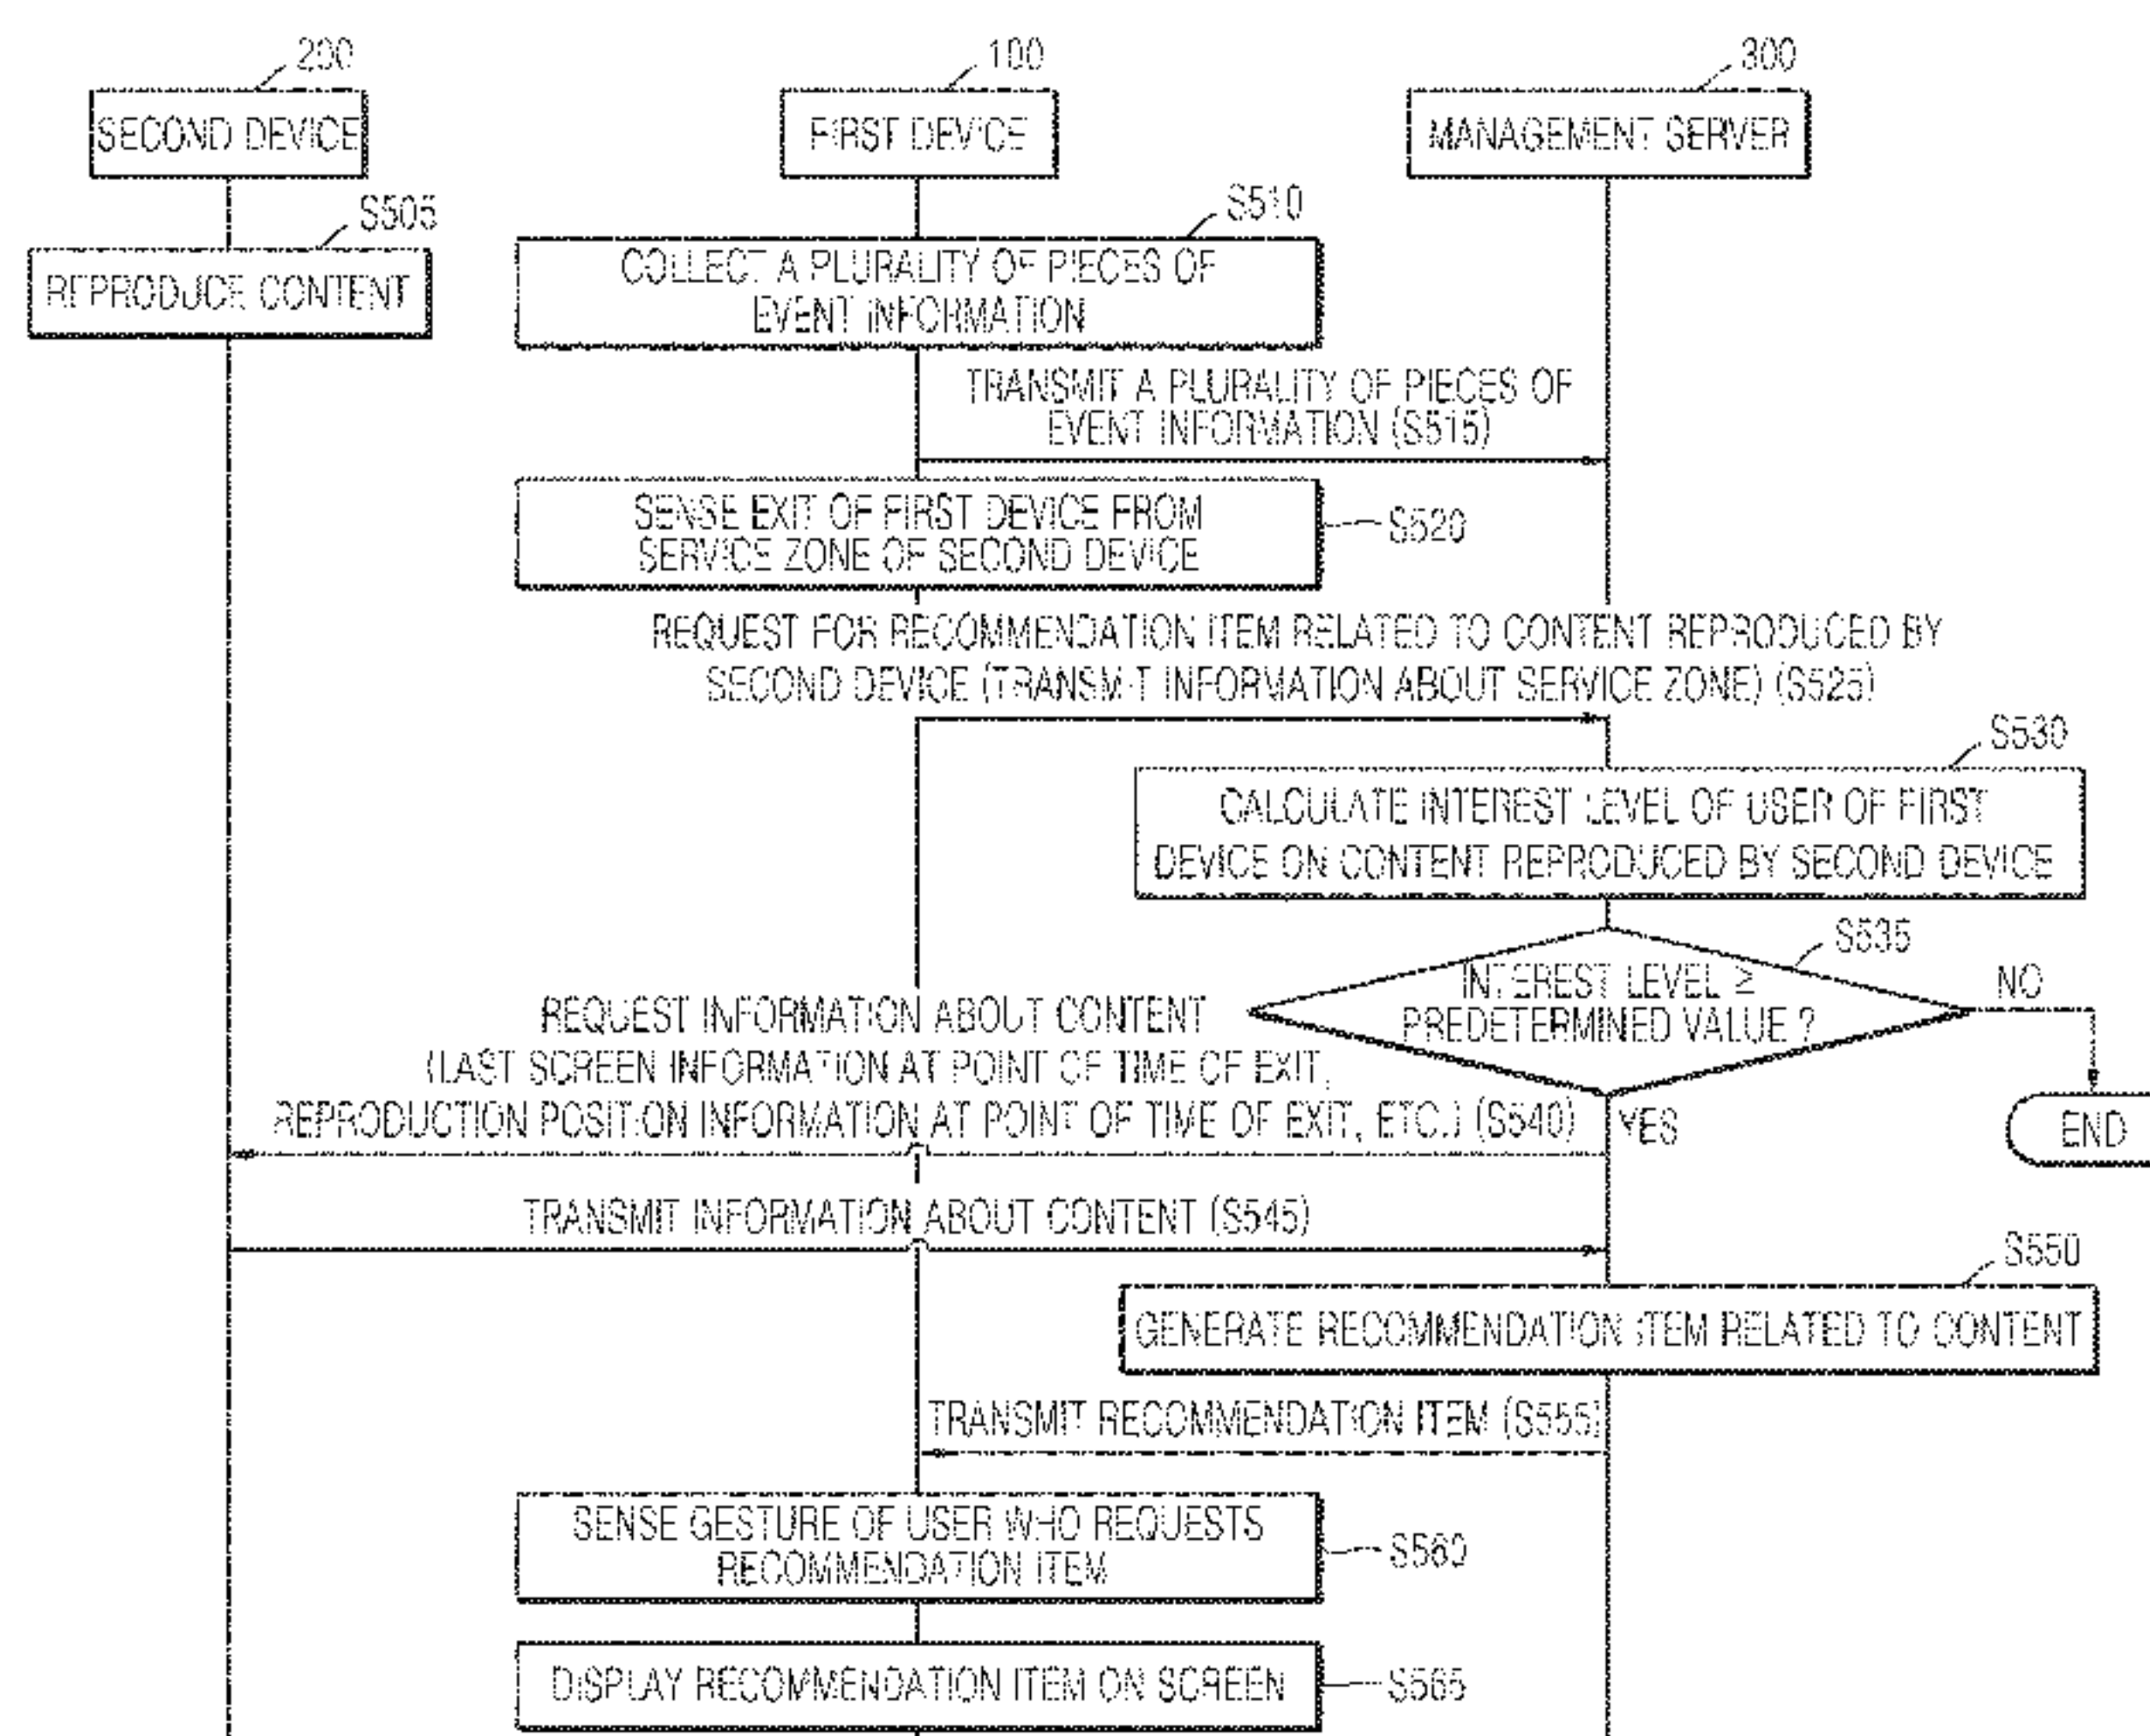 200
100
300
SECOND DEVICE
FIRST DEVICE
MANAGEMENT SERVER
S505
S510
REPRODUCE CONTENT
COLLECT A PLURALITY OF PIECES OF
EVENT INFORMATION
TRANSMIT A PLURALITY OF PIECES OF
EVENT INFORMATION (S515)
SENSE EXIT OF FIRST DEVICE FROM
SERVICE ZONE OF SECOND DEVICE
S520
REQUEST FOR RECOMMENDATION ITEM RELATED TO CONTENT REPRODUCED BY
SECOND DEVICE (TRANSMIT INFORMATION ABOUT SERVICE ZONE) (S525)
S530
CALCULATE INTEREST LEVEL OF USER OF FIRST
DEVICE ON CONTENT REPRODUCED BY SECOND DEVICE
S535
INTEREST LEVEL ≥
PREDETERMINED VALUE ?
NO
REQUEST INFORMATION ABOUT CONTENT
(LAST SCREEN INFORMATION AT POINT OF TIME OF EXIT,
REPRODUCTION POSITION INFORMATION AT POINT OF TIME OF EXIT, ETC.) (S540)
YES
END
TRANSMIT INFORMATION ABOUT CONTENT (S545)
S550
GENERATE RECOMMENDATION ITEM RELATED TO CONTENT
TRANSMIT RECOMMENDATION ITEM (S555)
SENSE GESTURE OF USER WHO REQUESTS
RECOMMENDATION ITEM
S560
DISPLAY RECOMMENDATION ITEM ON SCREEN
S565